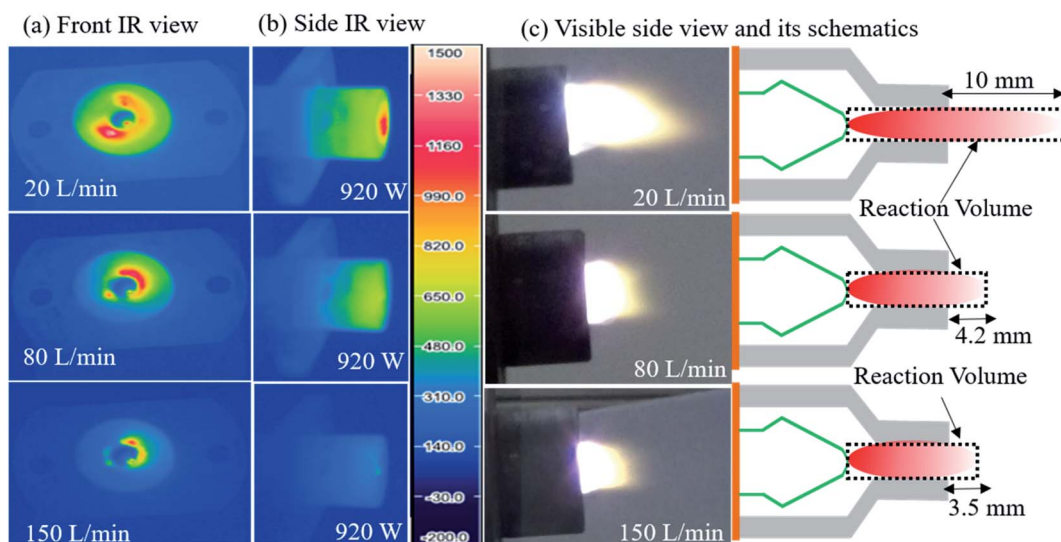 (a) Front IR view
(b) Side IR view
(c) Visible side view and its schematics
20 L/min
920 W
1500
1330
1160
990.0
820.0
650.0
480.0
310.0
140.0
-30.0
-200.0
20 L/min
10 mm
Reaction Volume
80 L/min
920 W
80 L/min
4.2 mm
Reaction Volume
150 L/min
920 W
150 L/min
3.5 mm